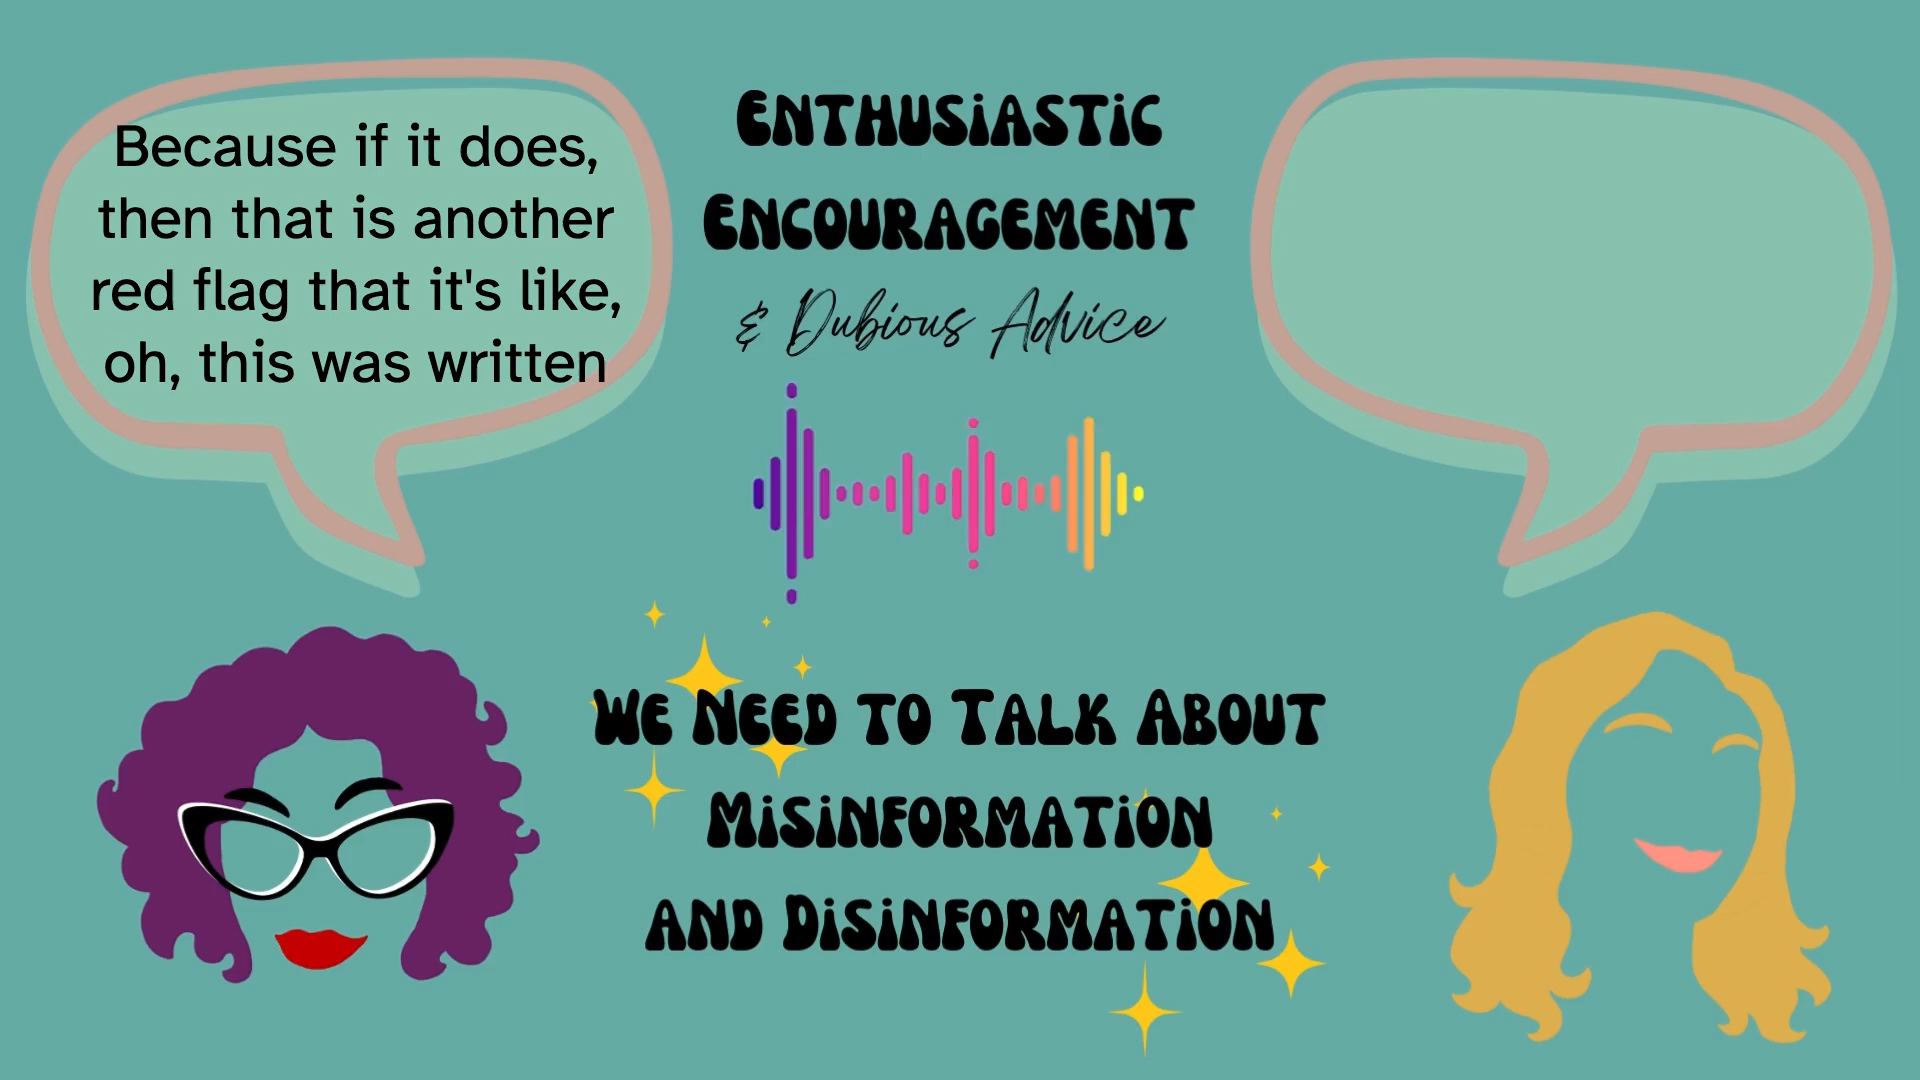 Because if it does,
then that is another
red flag that it's like,
oh, this was written
Enthusiastic
Encouragement
& Dubious Advice
We Need to Talk About
Misinformation
and Disinformation